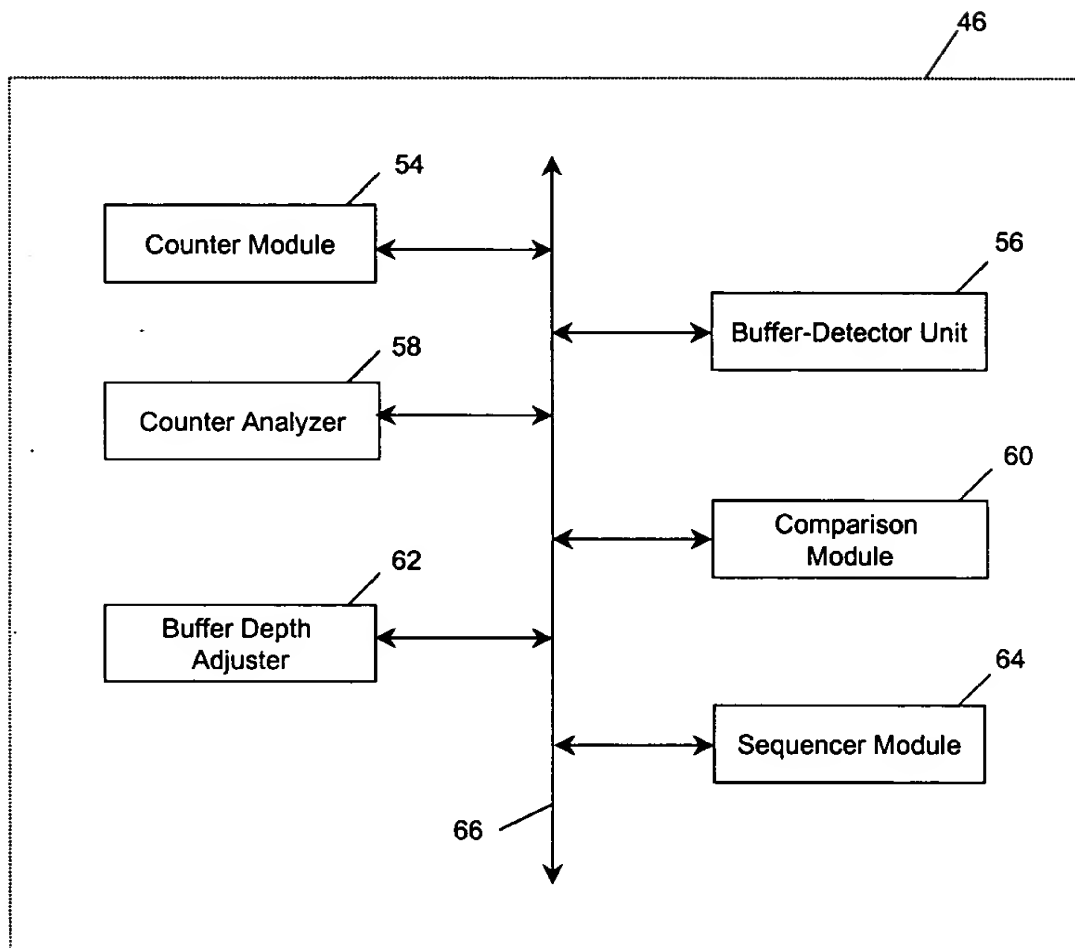 46
54
Counter Module
56
Buffer-Detector Unit
58
Counter Analyzer
60
Comparison
Module
62
Buffer Depth
Adjuster
64
Sequencer Module
66